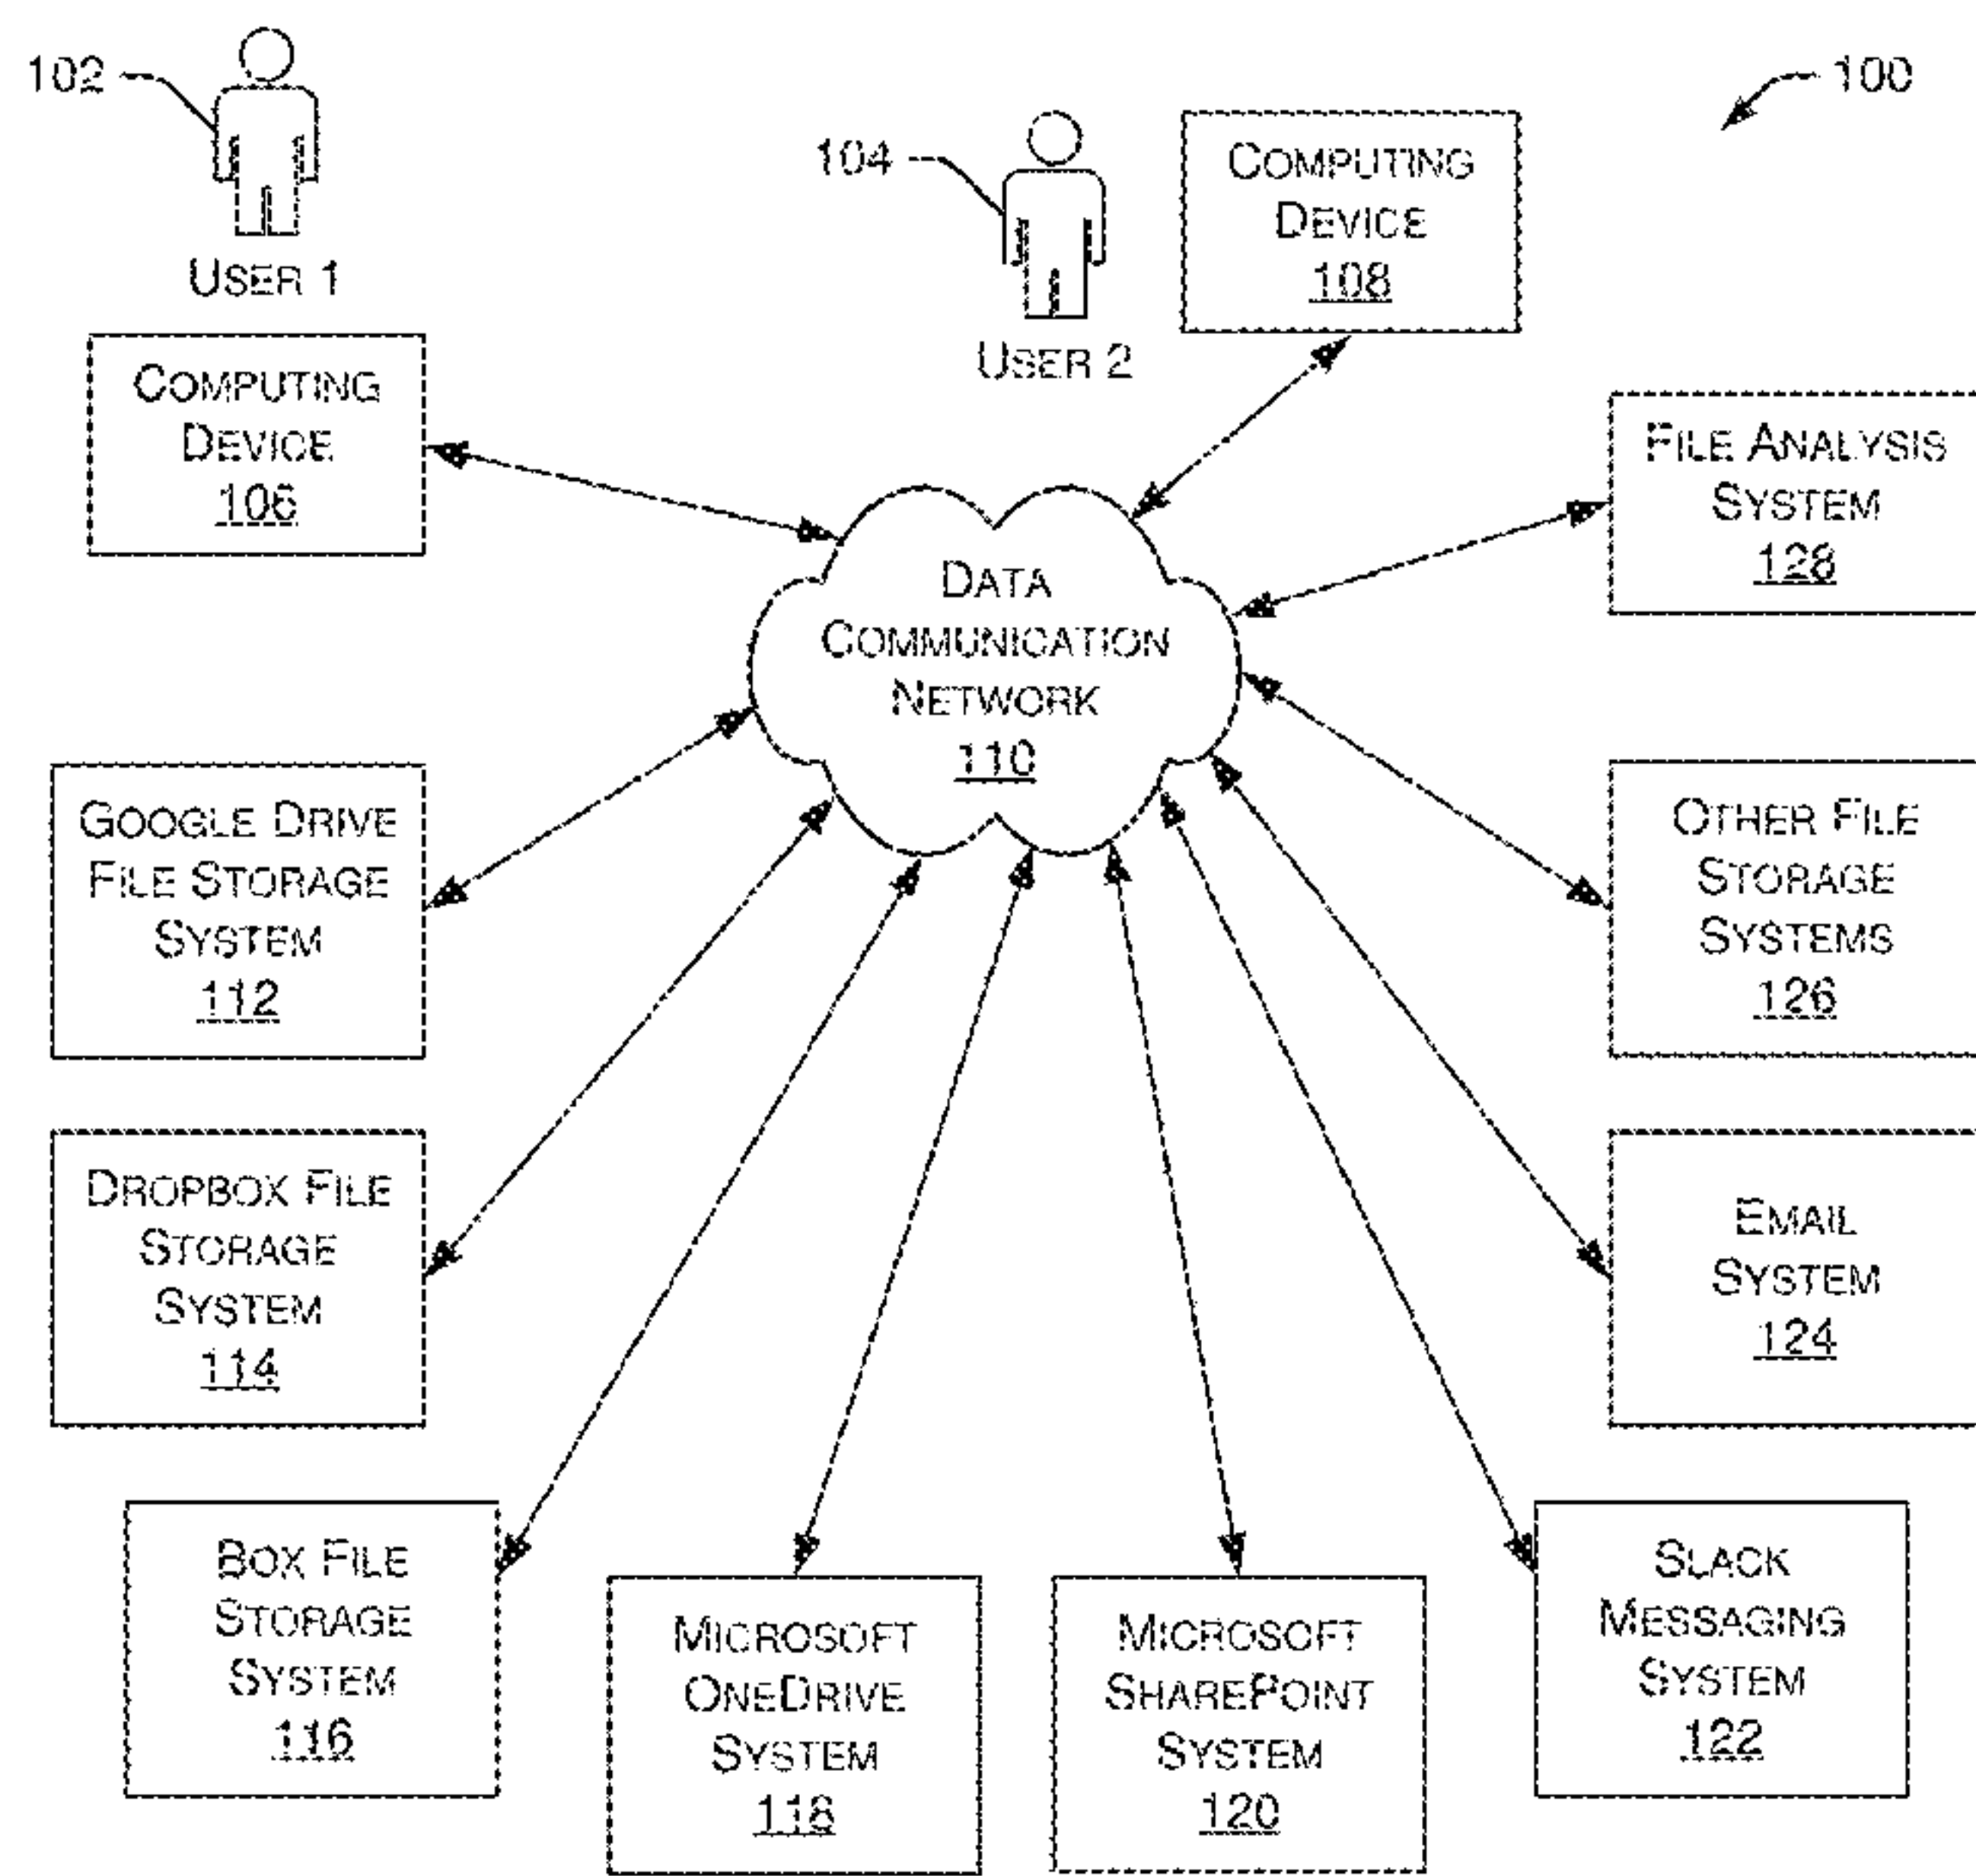 102
100
104
COMPUTING
DEVICE
108
USER 1
USER 2
COMPUTING
DEVICE
106
FILE ANALYSIS
SYSTEM
128
DATA
COMMUNICATION
NETWORK
110
GOOGLE DRIVE
FILE STORAGE
SYSTEM
112
OTHER FILE
STORAGE
SYSTEMS
126
DROPBOX FILE
STORAGE
SYSTEM
114
EMAIL
SYSTEM
124
BOX FILE
STORAGE
SYSTEM
116
MICROSOFT
ONEDRIVE
SYSTEM
118
MICROSOFT
SHAREPOINT
SYSTEM
120
SLACK
MESSAGING
SYSTEM
122